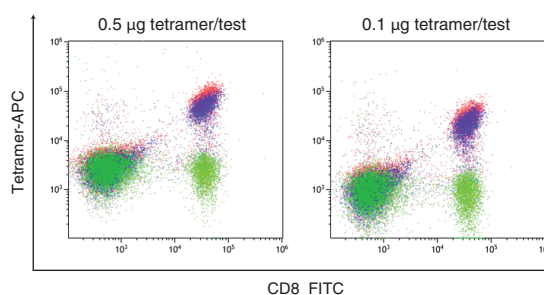 0.5 µg tetramer/test
0.1 µg tetramer/test
Tetramer-APC
10⁶
10⁵
10⁴
10³
10³ 10⁴ 10⁵ 10⁶
10⁶
10⁵
10⁴
10³
10³ 10⁴ 10⁵
CD8 FITC